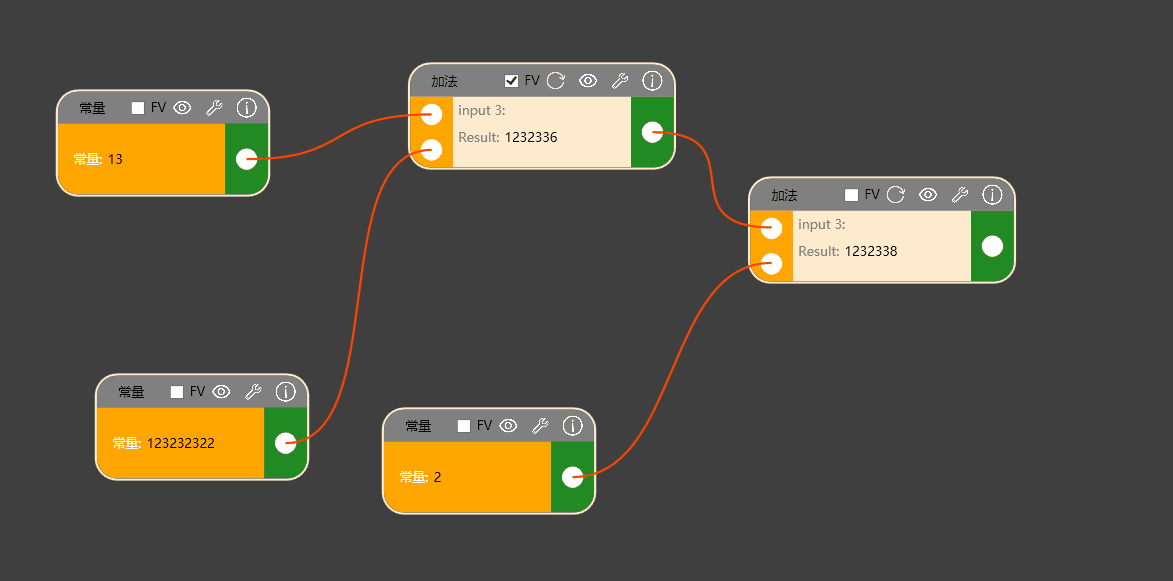 常量 FV
常量: 13
加法 FV
input 3:
Result: 1232336
加法 FV
input 3:
Result: 1232338
常量 FV
常量: 123232322
常量 FV
常量: 2